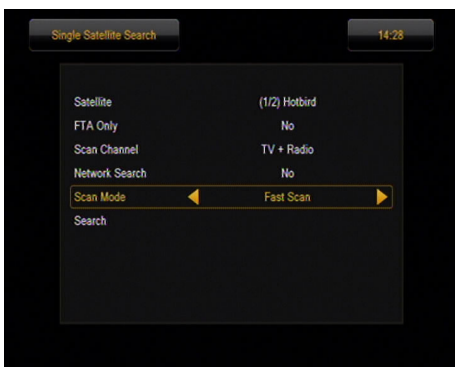 Single Satellite Search 14:28
Satellite (1/2) Hotbird
FTA Only No
Scan Channel TV + Radio
Network Search No
Scan Mode Fast Scan
Search